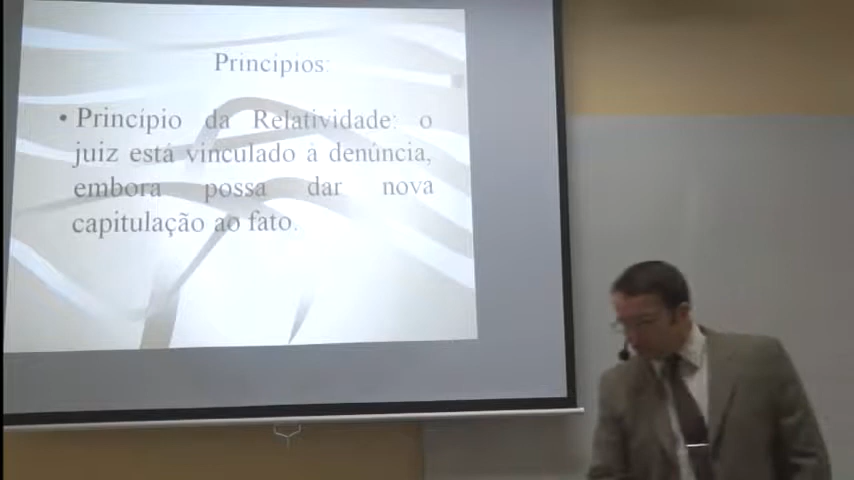 Princípios:
• Princípio da Relatividade: o
juiz está vinculado à denúncia,
embora possa dar nova
capitulação ao fato.